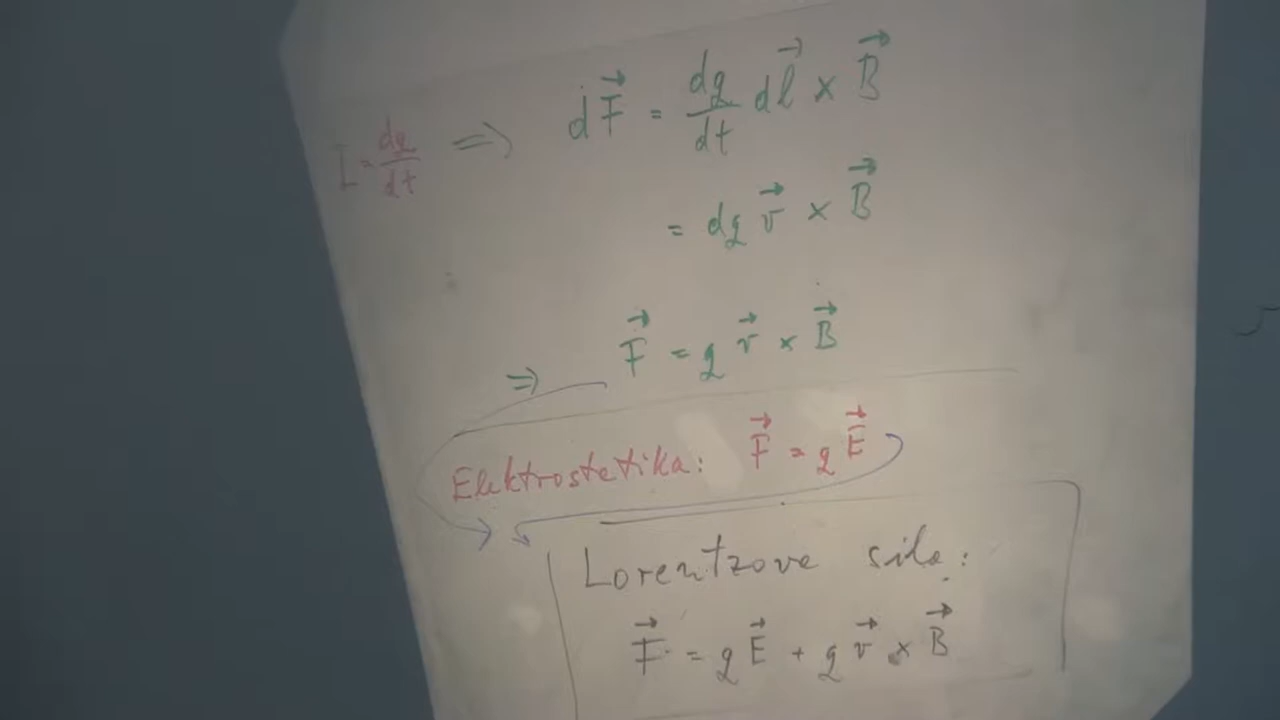 I = dq/dt ⇒ dF⃗ = dq/dt dl⃗ × B⃗
= dq v⃗ × B⃗
⇒ F⃗ = q v⃗ × B⃗
Elektrostatika: F⃗ = q E⃗
Lorentzova sila:
F⃗ = q E⃗ + q v⃗ × B⃗